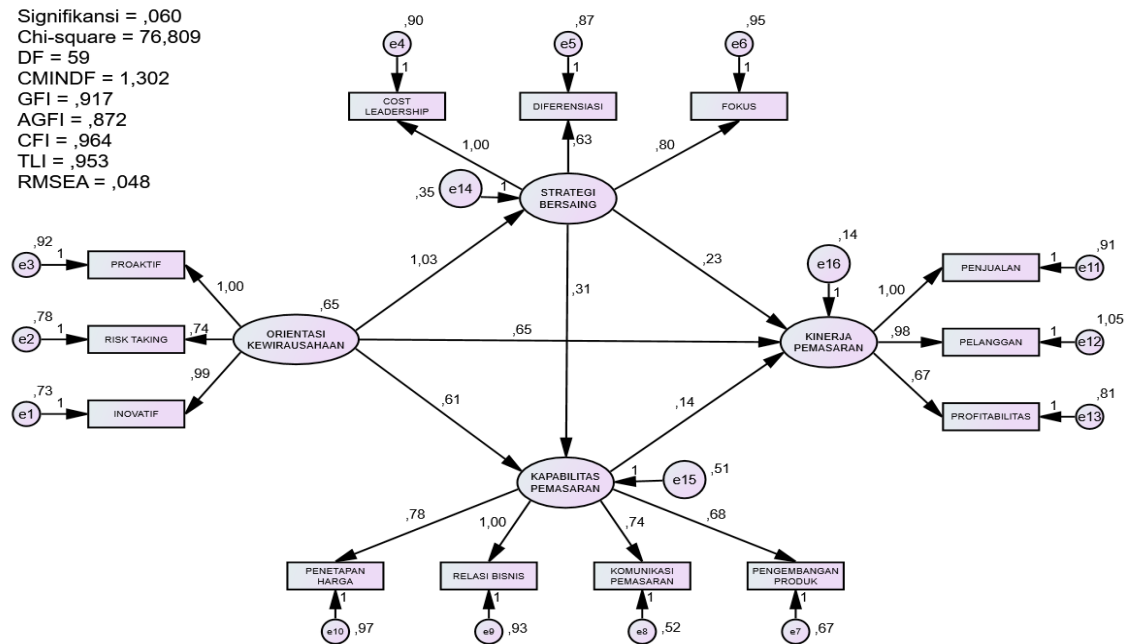 Signifikansi = ,060
Chi-square = 76,809
DF = 59
CMINDF = 1,302
GFI = ,917
AGFI = ,872
CFI = ,964
TLI = ,953
RMSEA = ,048
,90
e4
1
,87
e5
1
,95
e6
1
COST
LEADERSHIP
DIFERENSIASI
FOKUS
1,00
,63
,80
,35
e14
1
STRATEGI
BERSAING
,92
e3
1
PROAKTIF
1,00
,78
e2
1
RISK TAKING
,74
,73
e1
1
INOVATIF
,99
,65
ORIENTASI
KEWIRAUSAHAAN
1,03
,31
,23
,65
,61
,14
,14
e16
1
KINERJA
PEMASARAN
1,00
PENJUALAN
1
,91
e11
,98
PELANGGAN
1
1,05
e12
,67
PROFITABILITAS
1
,81
e13
KAPABILITAS
PEMASARAN
1
e15
,51
,78
1,00
,74
,68
PENETAPAN
HARGA
RELASI BISNIS
KOMUNIKASI
PEMASARAN
PENGEMBANGAN
PRODUK
1
e10
,97
1
e9
,93
1
e8
,52
1
e7
,67